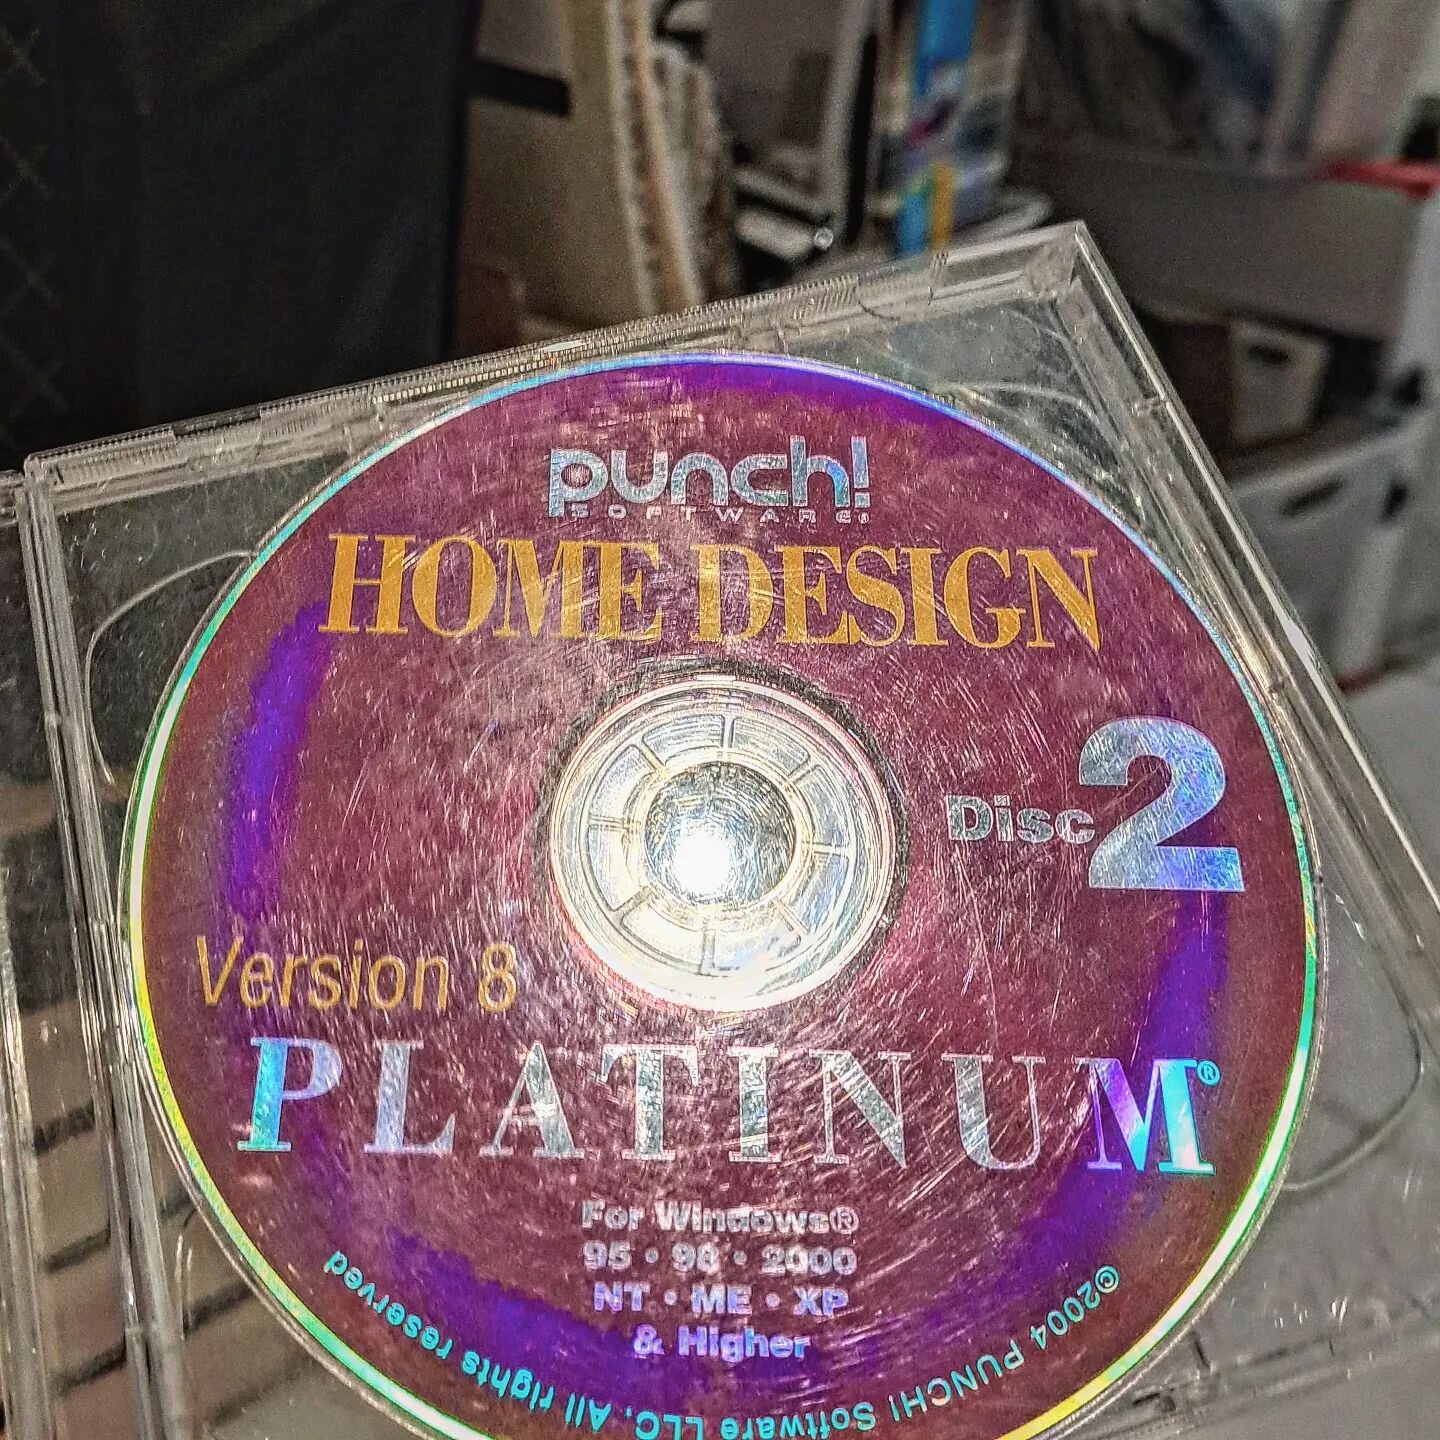 punch!
SOFTWARE®
HOME DESIGN
Disc 2
Version 8
PLATINUM®
For Windows®
95 • 98 • 2000
NT • ME • XP
& Higher
©2004 PUNCH! Software LLC. All rights reserved